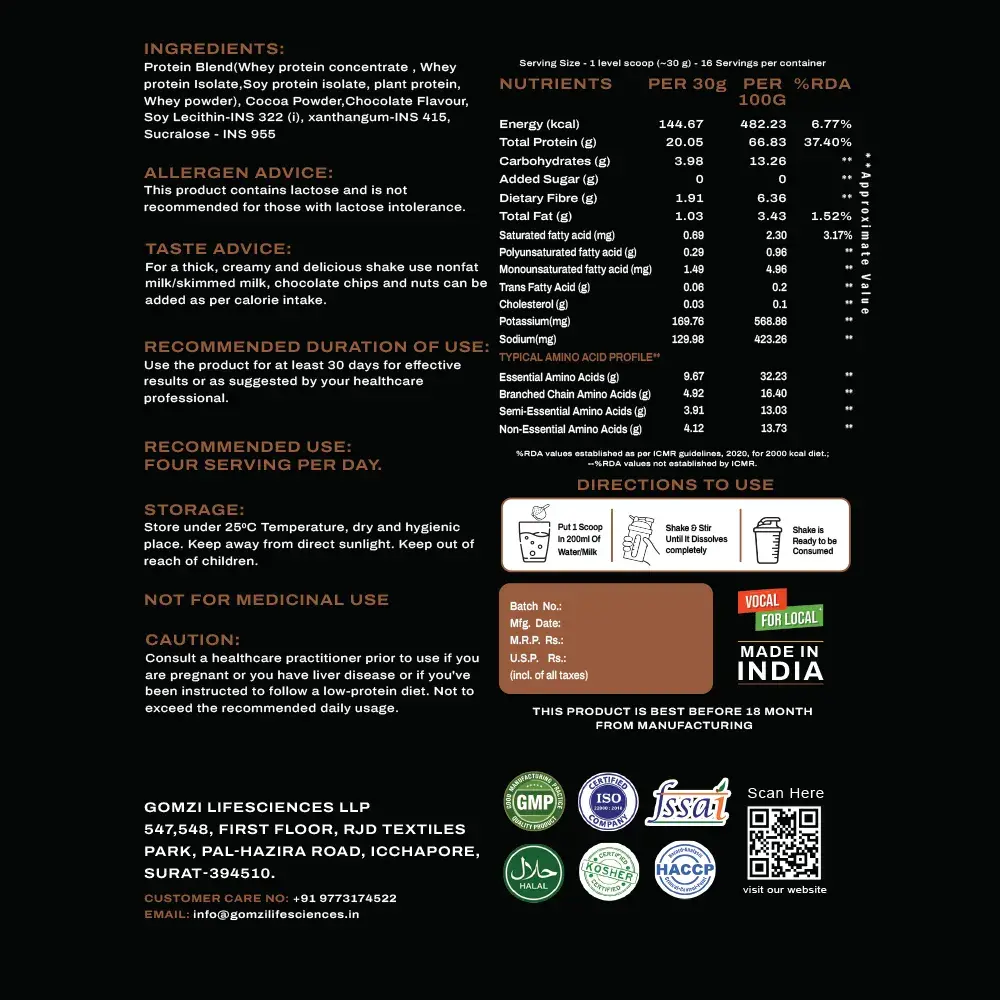 INGREDIENTS:
Protein Blend(Whey protein concentrate , Whey
protein Isolate,Soy protein isolate, plant protein,
Whey powder), Cocoa Powder,Chocolate Flavour,
Soy Lecithin-INS 322 (i), xanthangum-INS 415,
Sucralose - INS 955
ALLERGEN ADVICE:
This product contains lactose and is not
recommended for those with lactose intolerance.
TASTE ADVICE:
For a thick, creamy and delicious shake use nonfat
milk/skimmed milk, chocolate chips and nuts can be
added as per calorie intake.
RECOMMENDED DURATION OF USE:
Use the product for at least 30 days for effective
results or as suggested by your healthcare
professional.
RECOMMENDED USE:
FOUR SERVING PER DAY.
STORAGE:
Store under 25ºC Temperature, dry and hygienic
place. Keep away from direct sunlight. Keep out of
reach of children.
NOT FOR MEDICINAL USE
CAUTION:
Consult a healthcare practitioner prior to use if you
are pregnant or you have liver disease or if you've
been instructed to follow a low-protein diet. Not to
exceed the recommended daily usage.
GOMZI LIFESCIENCES LLP
547,548, FIRST FLOOR, RJD TEXTILES
PARK, PAL-HAZIRA ROAD, ICCHAPORE,
SURAT-394510.
CUSTOMER CARE NO: +91 9773174522
EMAIL: info@gomzilifesciences.in
Serving Size - 1 level scoop (~30 g) - 16 Servings per container
NUTRIENTS PER 30g PER 100G %RDA
Energy (kcal) 144.67 482.23 6.77%
Total Protein (g) 20.05 66.83 37.40%
Carbohydrates (g) 3.98 13.26 **
Added Sugar (g) 0 0 **
Dietary Fibre (g) 1.91 6.36 **
Total Fat (g) 1.03 3.43 1.52%
Saturated fatty acid (mg) 0.69 2.30 3.17%
Polyunsaturated fatty acid (g) 0.29 0.96 **
Monounsaturated fatty acid (mg) 1.49 4.96 **
Trans Fatty Acid (g) 0.06 0.2 **
Cholesterol (g) 0.03 0.1 **
Potassium(mg) 169.76 568.86 **
Sodium(mg) 129.98 423.26 **
TYPICAL AMINO ACID PROFILE**
Essential Amino Acids (g) 9.67 32.23 **
Branched Chain Amino Acids (g) 4.92 16.40 **
Semi-Essential Amino Acids (g) 3.91 13.03 **
Non-Essential Amino Acids (g) 4.12 13.73 **
**Approximate Value
%RDA values established as per ICMR guidelines, 2020, for 2000 kcal diet.;
--%RDA values not established by ICMR.
DIRECTIONS TO USE
Put 1 Scoop
In 200ml Of
Water/Milk
Shake & Stir
Until It Dissolves
completely
Shake is
Ready to be
Consumed
Batch No.:
Mfg. Date:
M.R.P. Rs.:
U.S.P. Rs.:
(incl. of all taxes)
VOCAL
FOR LOCAL
MADE IN
INDIA
THIS PRODUCT IS BEST BEFORE 18 MONTH
FROM MANUFACTURING
GOOD MANUFACTURING PRACTICE
GMP
QUALITY PRODUCT
CERTIFIED
ISO
22000 : 2018
COMPANY
fssai
حلال
HALAL
CERTIFIED
KOSHER
CERTIFIED
Hazard Analysis
HACCP
Critical Control Point
Scan Here
visit our website